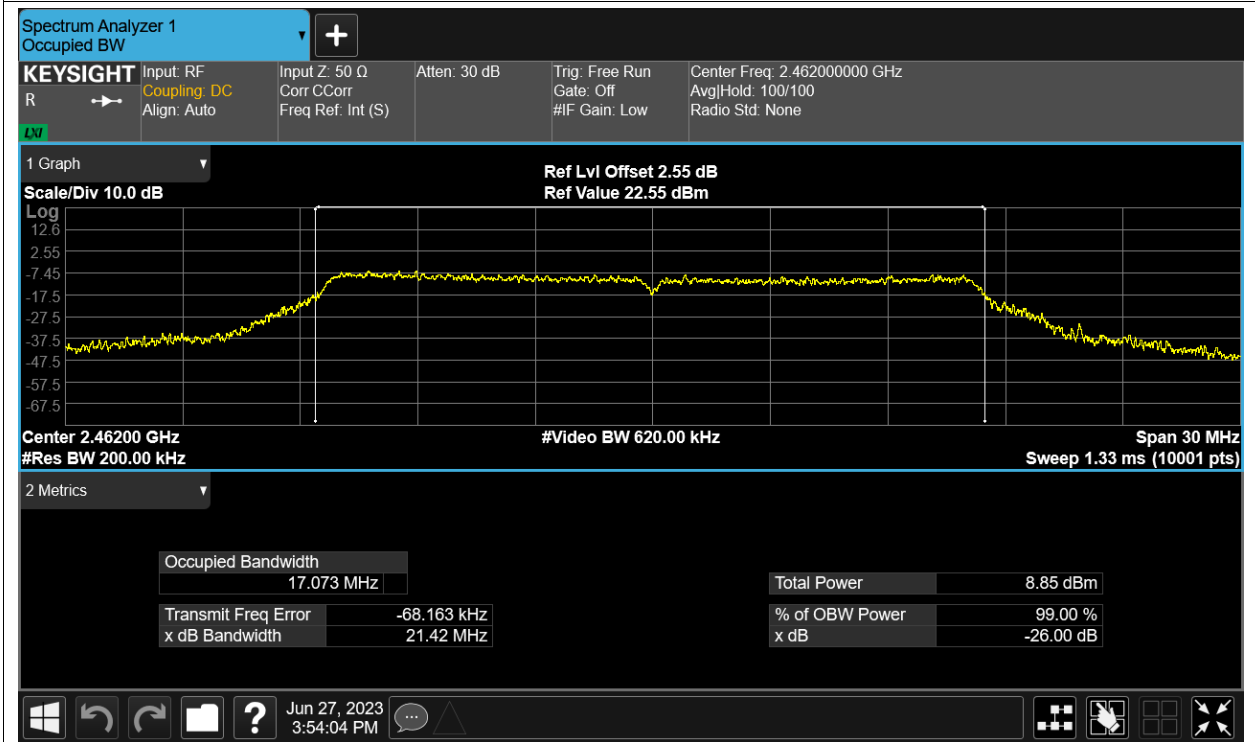 Spectrum Analyzer 1
Occupied BW
KEYSIGHT
R
LXI
Input: RF
Coupling: DC
Align: Auto
Input Z: 50 Ω
Corr CCorr
Freq Ref: Int (S)
Atten: 30 dB
Trig: Free Run
Gate: Off
#IF Gain: Low
Center Freq: 2.462000000 GHz
Avg|Hold: 100/100
Radio Std: None
1 Graph
Ref Lvl Offset 2.55 dB
Scale/Div 10.0 dB
Ref Value 22.55 dBm
Log
12.6
2.55
-7.45
-17.5
-27.5
-37.5
-47.5
-57.5
-67.5
Center 2.46200 GHz
#Video BW 620.00 kHz
Span 30 MHz
#Res BW 200.00 kHz
Sweep 1.33 ms (10001 pts)
2 Metrics
Occupied Bandwidth
17.073 MHz
Total Power 8.85 dBm
Transmit Freq Error -68.163 kHz
% of OBW Power 99.00 %
x dB Bandwidth 21.42 MHz
x dB -26.00 dB
?
Jun 27, 2023
3:54:04 PM